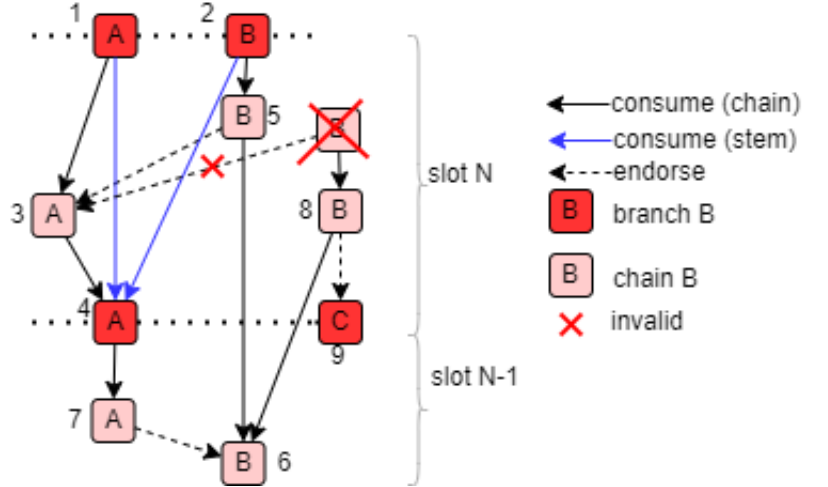 1 A 2 B
B 5 B
3 A 8 B
4 A C
9
7 A
B 6
slot N
slot N-1
consume (chain)
consume (stem)
endorse
B branch B
B chain B
invalid